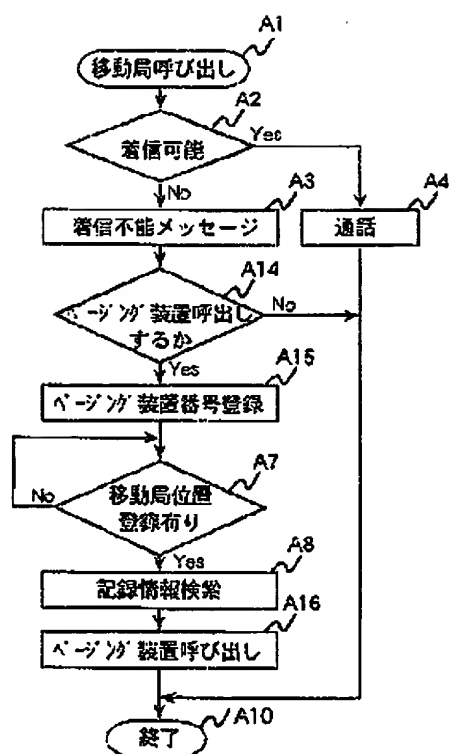 A1
移動局呼び出し
A2
着信可能
Yes
No
A3
着信不能メッセージ
A4
通話
A14
ページング装置呼出し
するか
No
Yes
A15
ページング装置番号登録
A7
移動局位置
登録有り
No
Yes
A8
記録情報検索
A16
ページング装置呼び出し
A10
終了